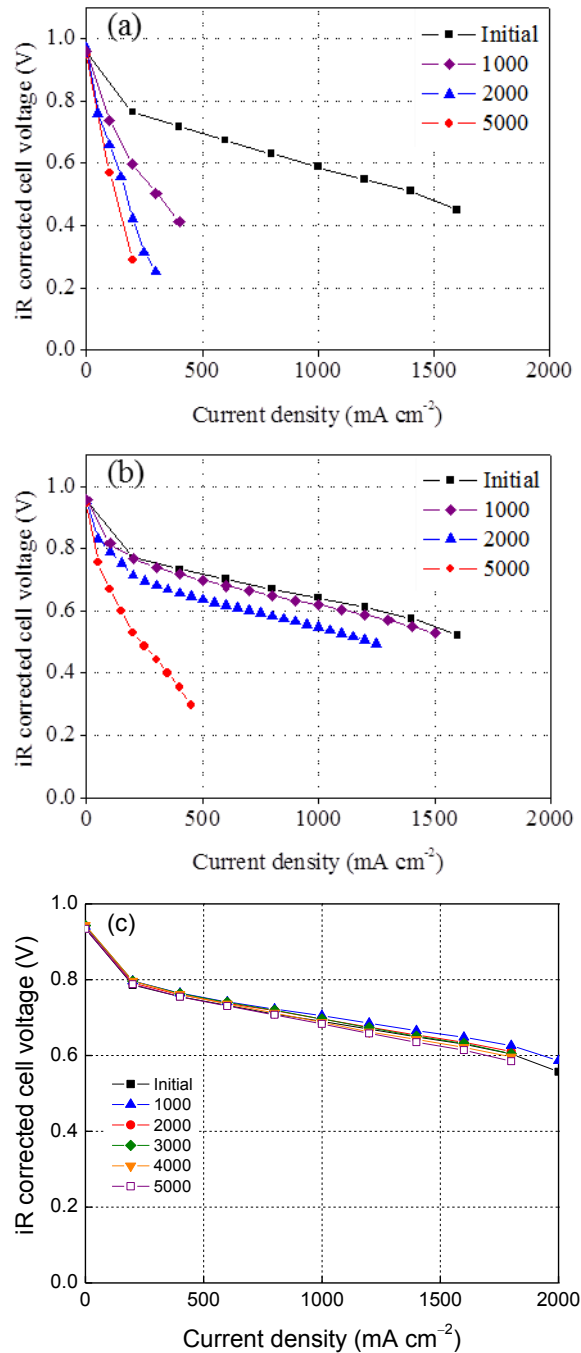 (a)
Initial
1000
2000
5000
1.0
0.8
0.6
0.4
0.2
0.0
0 500 1000 1500 2000
iR corrected cell voltage (V)
Current density (mA cm⁻²)
(b)
Initial
1000
2000
5000
1.0
0.8
0.6
0.4
0.2
0.0
0 500 1000 1500 2000
iR corrected cell voltage (V)
Current density (mA cm⁻²)
(c)
1.0
0.8
0.6
0.4
0.2
0.0
Initial
1000
2000
3000
4000
5000
0 500 1000 1500 2000
iR corrected cell voltage (V)
Current density (mA cm⁻²)